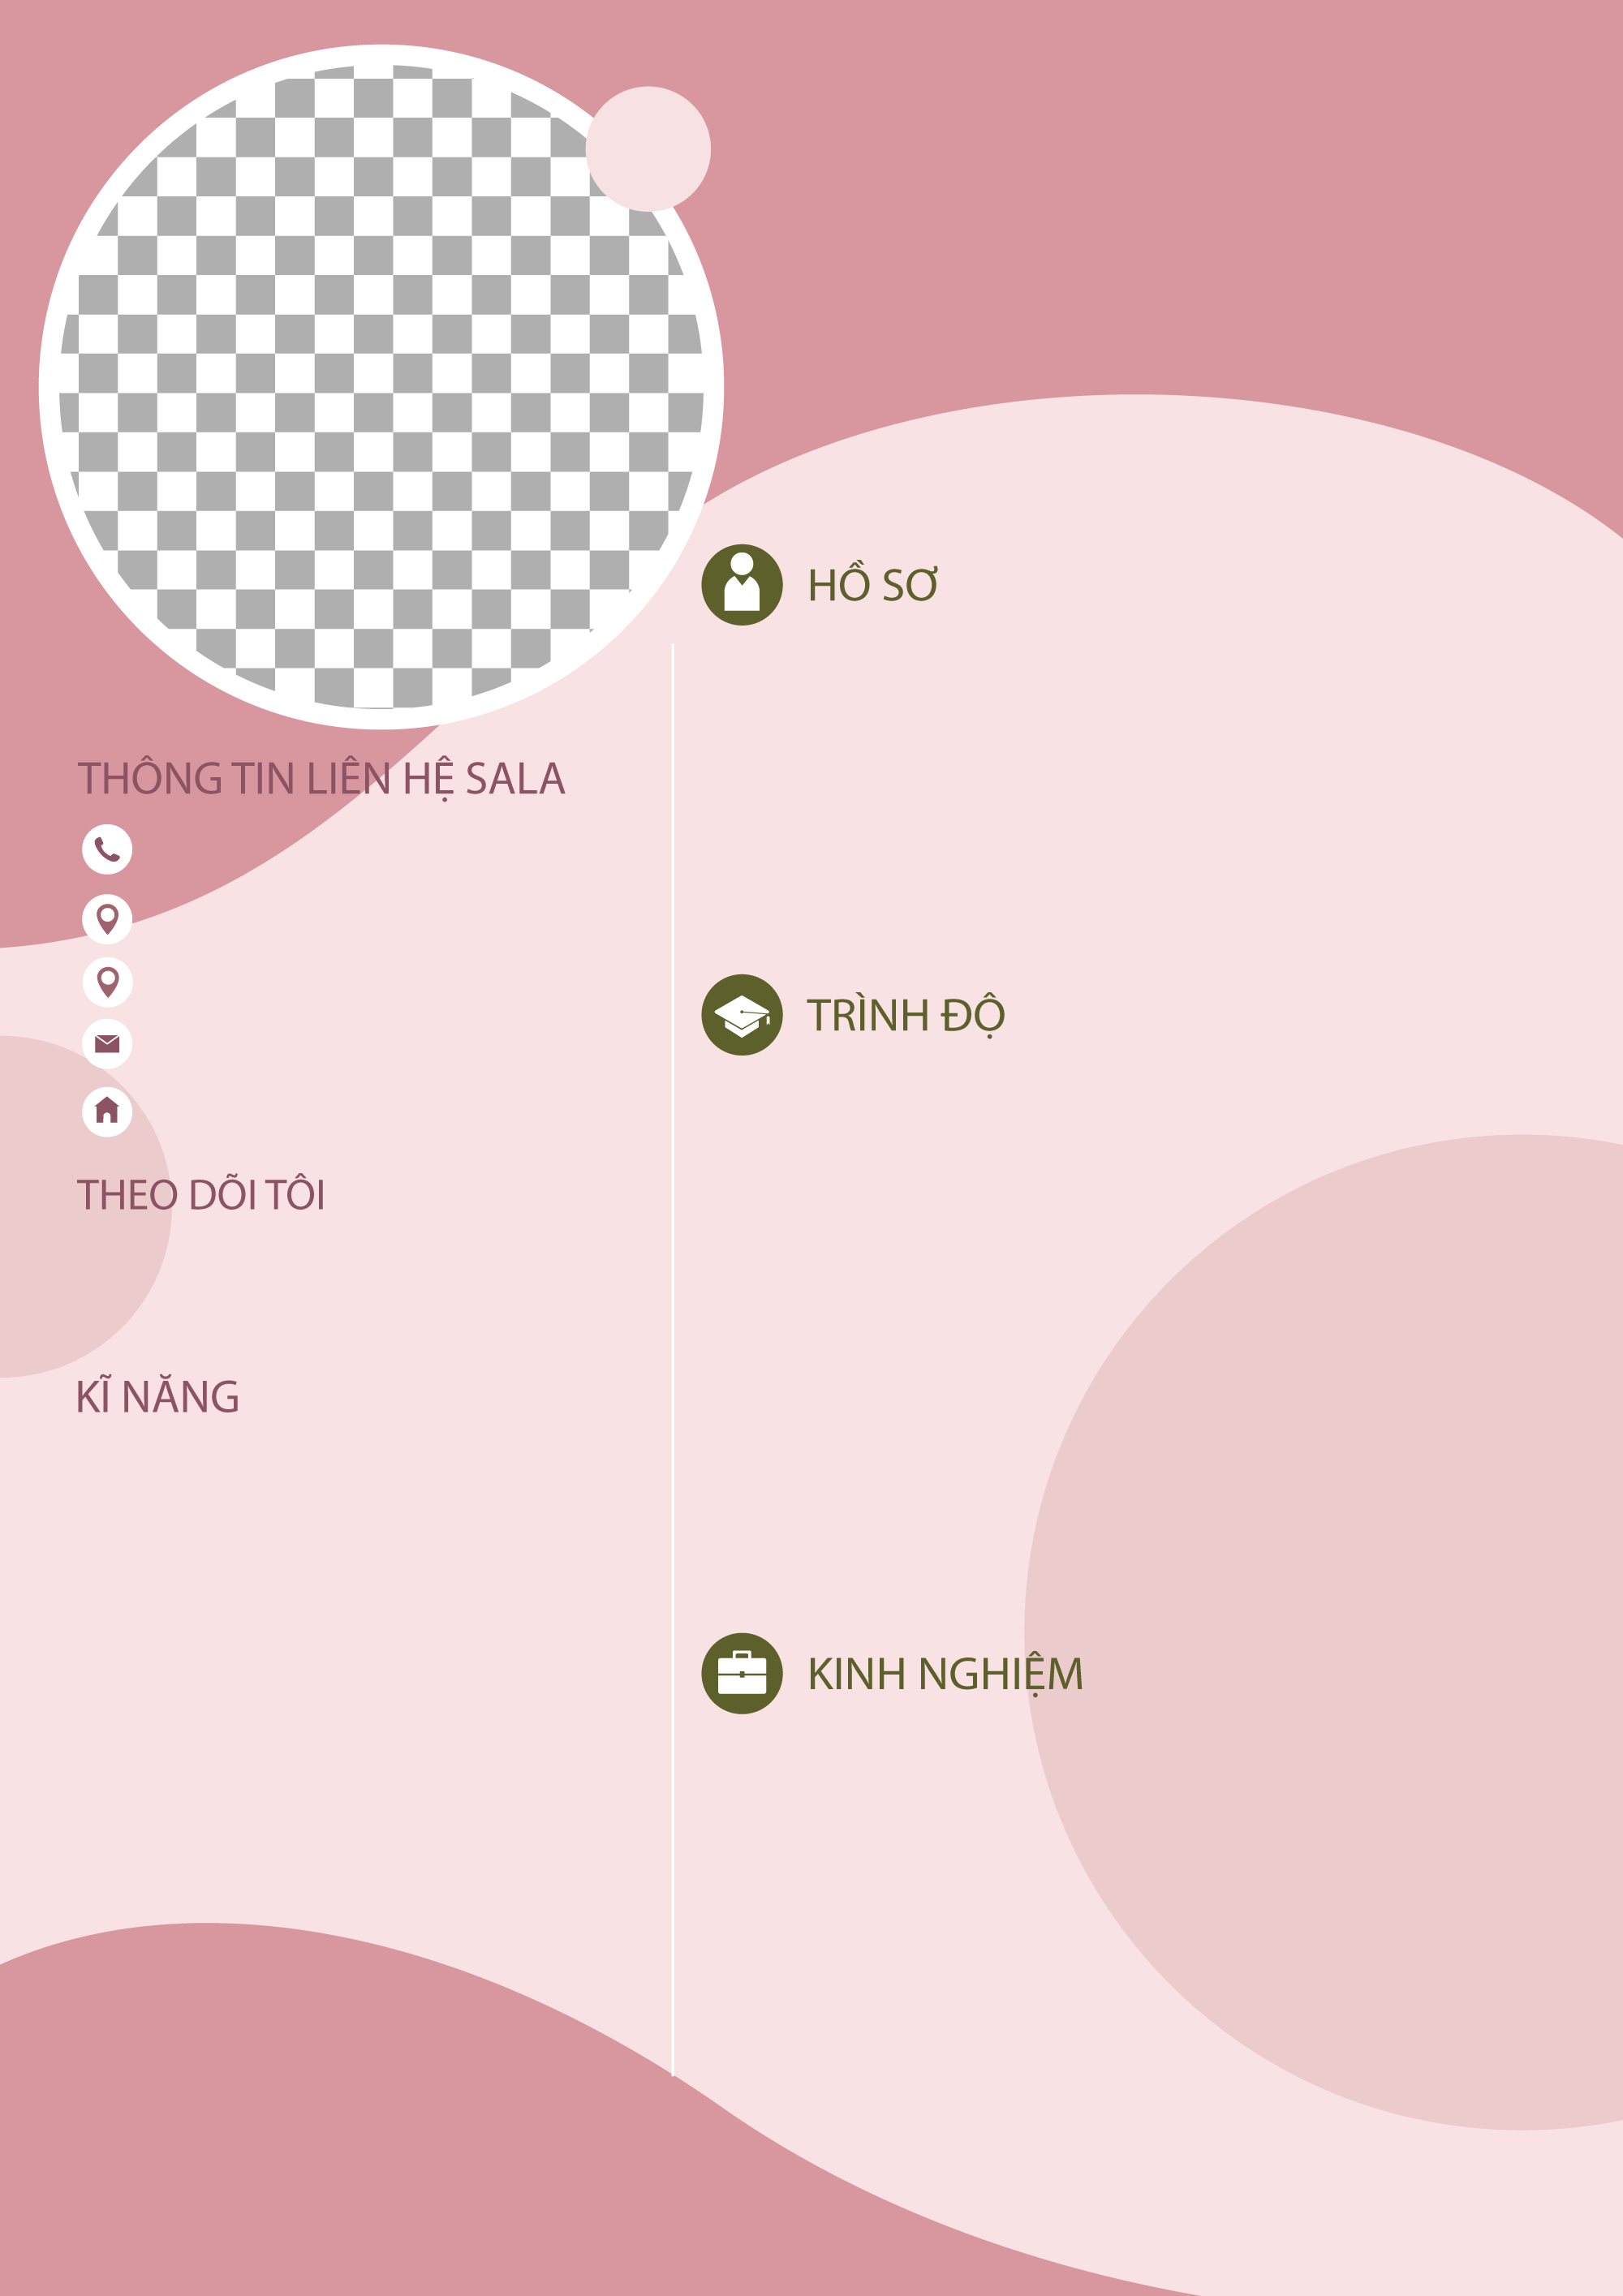 HỒ SƠ
THÔNG TIN LIÊN HỆ SALA
TRÌNH ĐỘ
THEO DÕI TÔI
KĨ NĂNG
KINH NGHIỆM